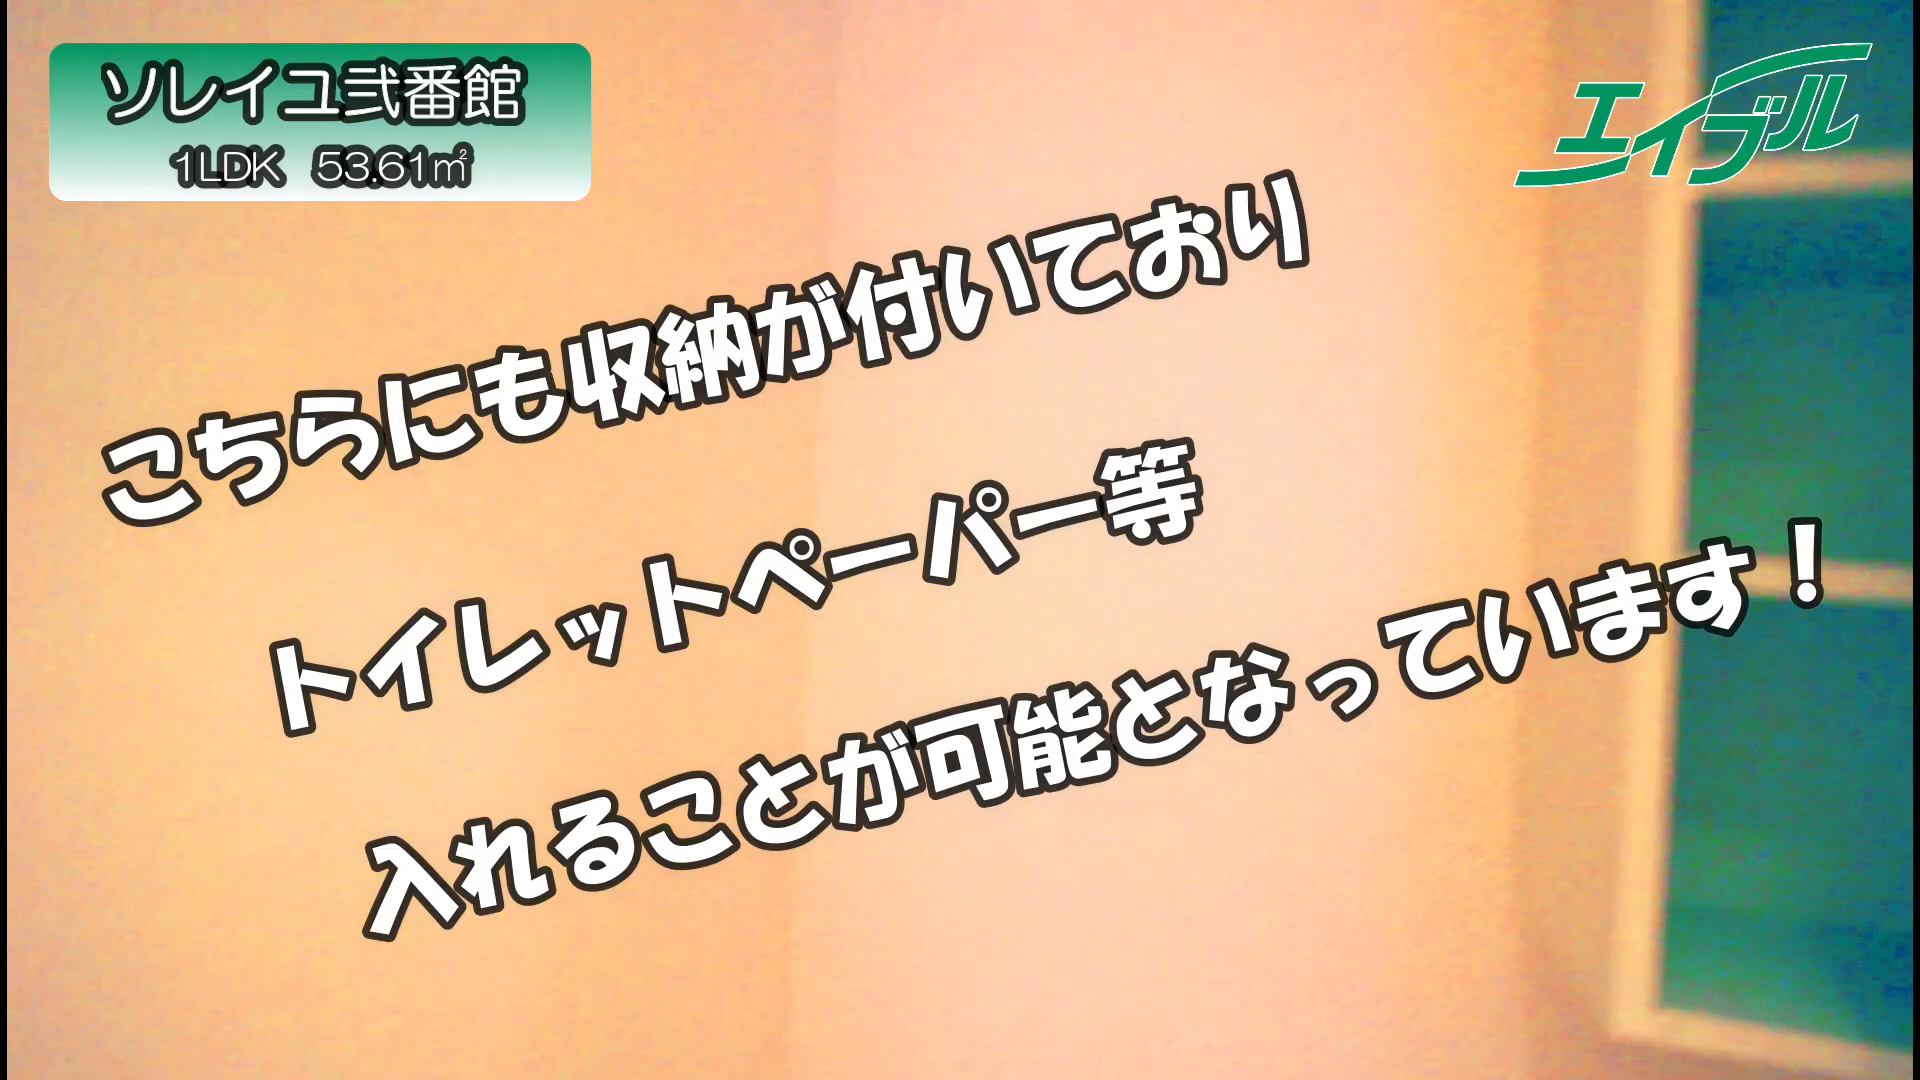 ソレイユ弐番館
1LDK 53.61㎡
エイブル
こちらにも収納が付いており
トイレットペーパー等
入れることが可能となっています！